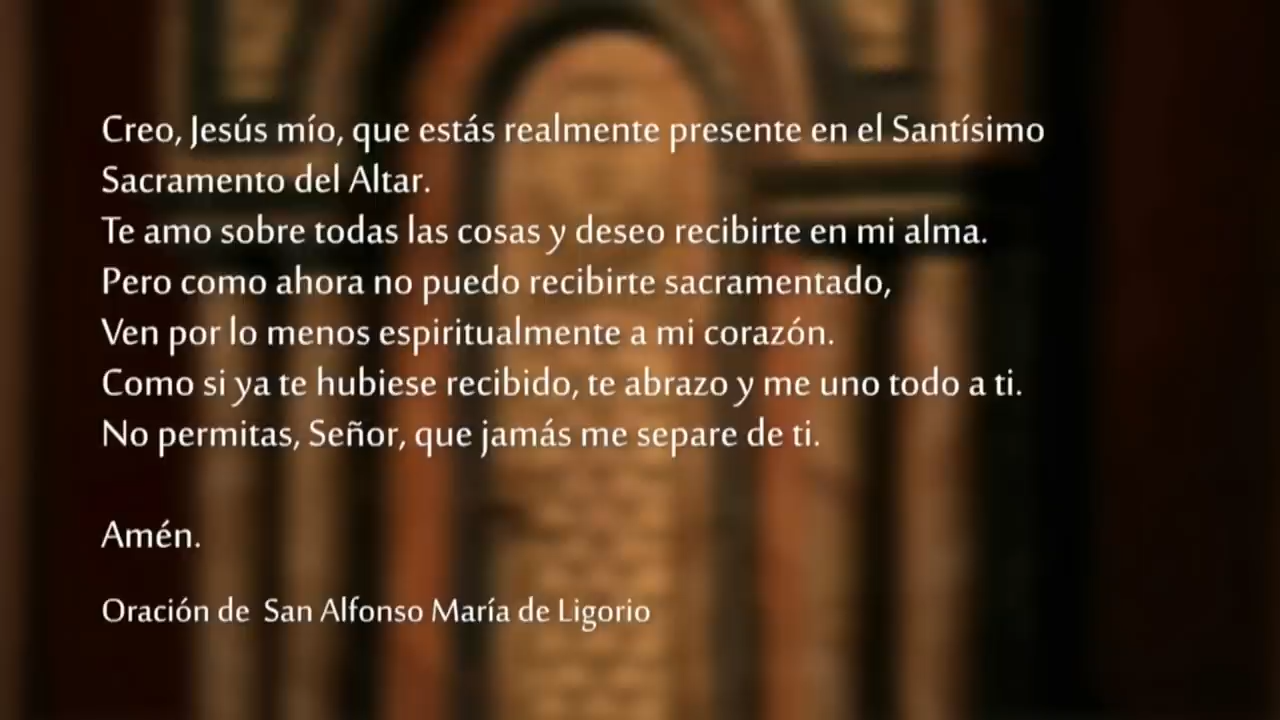 Creo, Jesús mío, que estás realmente presente en el Santísimo
Sacramento del Altar.
Te amo sobre todas las cosas y deseo recibirte en mi alma.
Pero como ahora no puedo recibirte sacramentado,
Ven por lo menos espiritualmente a mi corazón.
Como si ya te hubiese recibido, te abrazo y me uno todo a ti.
No permitas, Señor, que jamás me separe de ti.
Amén.
Oración de  San Alfonso María de Ligorio